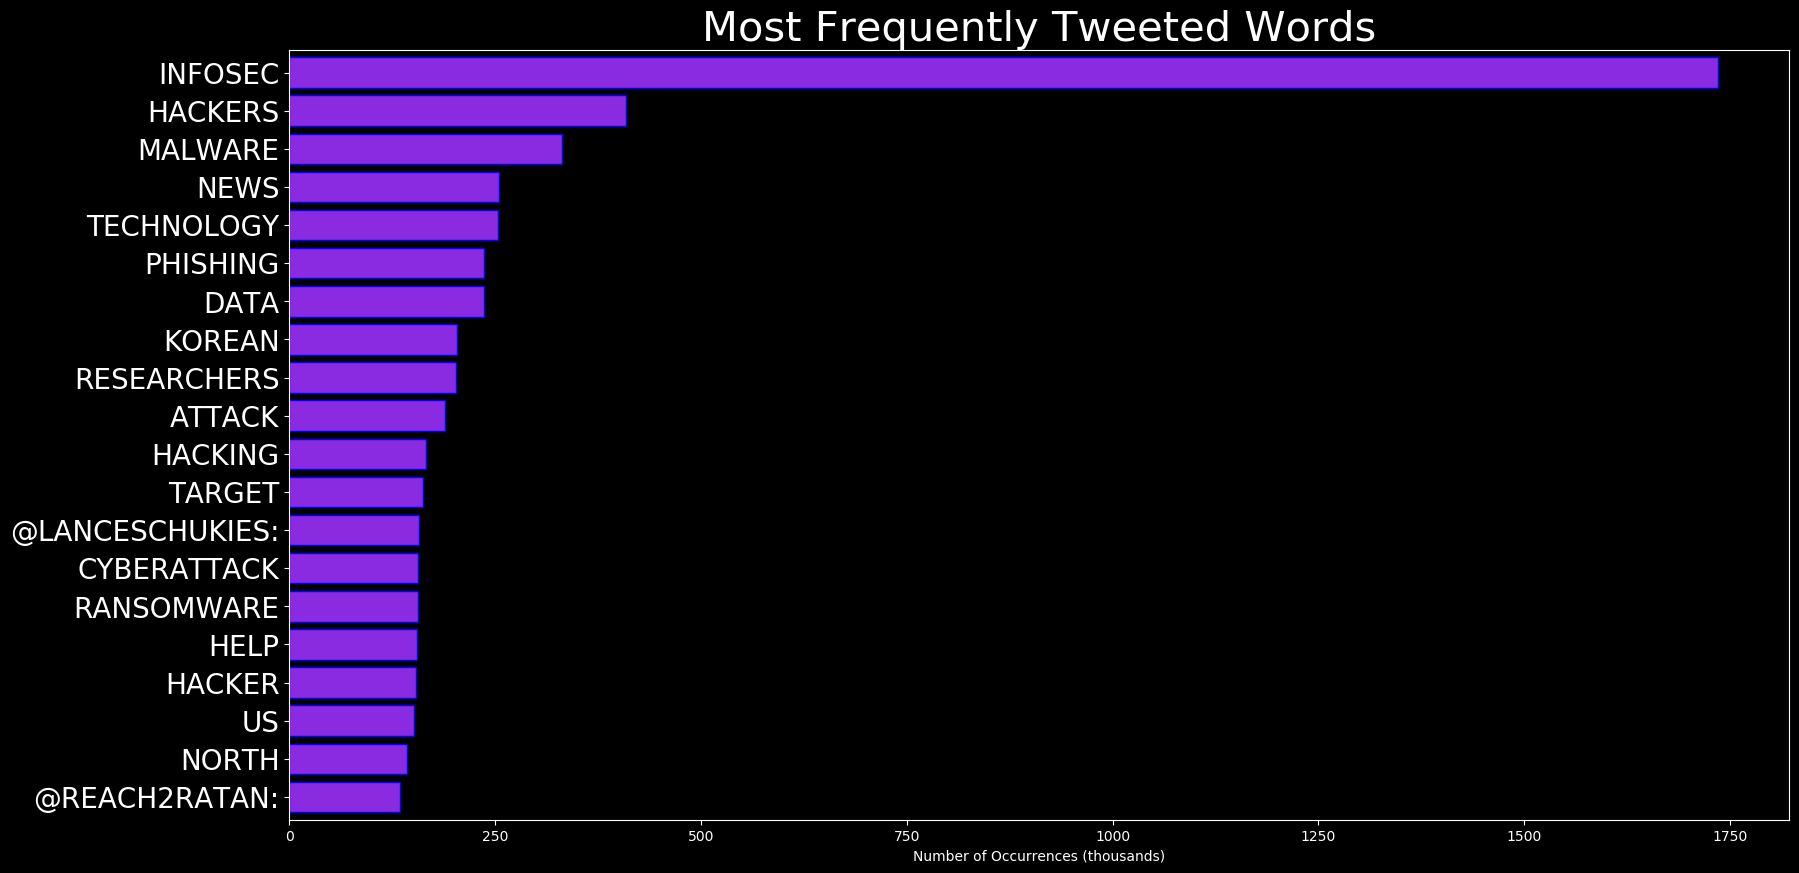 Most Frequently Tweeted Words
INFOSEC
HACKERS
MALWARE
NEWS
TECHNOLOGY
PHISHING
DATA
KOREAN
RESEARCHERS
ATTACK
HACKING
TARGET
@LANCESCHUKIES:
CYBERATTACK
RANSOMWARE
HELP
HACKER
US
NORTH
@REACH2RATAN:
0 250 500 750 1000 1250 1500 1750
Number of Occurrences (thousands)